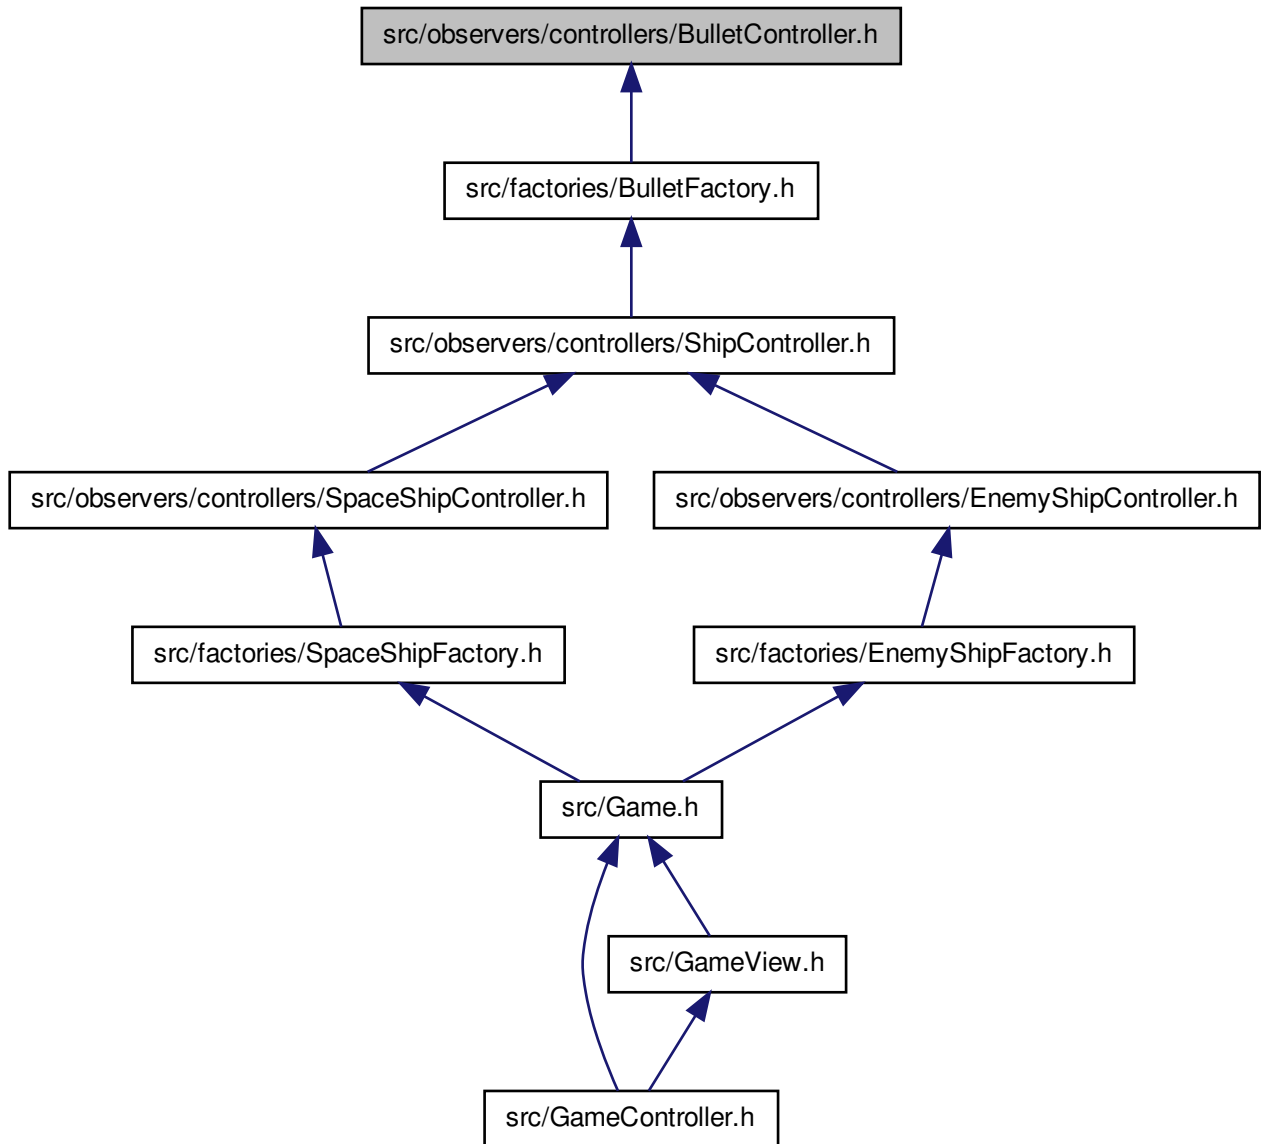 src/observers/controllers/BulletController.h
src/factories/BulletFactory.h
src/observers/controllers/ShipController.h
src/observers/controllers/SpaceShipController.h
src/observers/controllers/EnemyShipController.h
src/factories/SpaceShipFactory.h
src/factories/EnemyShipFactory.h
src/Game.h
src/GameView.h
src/GameController.h